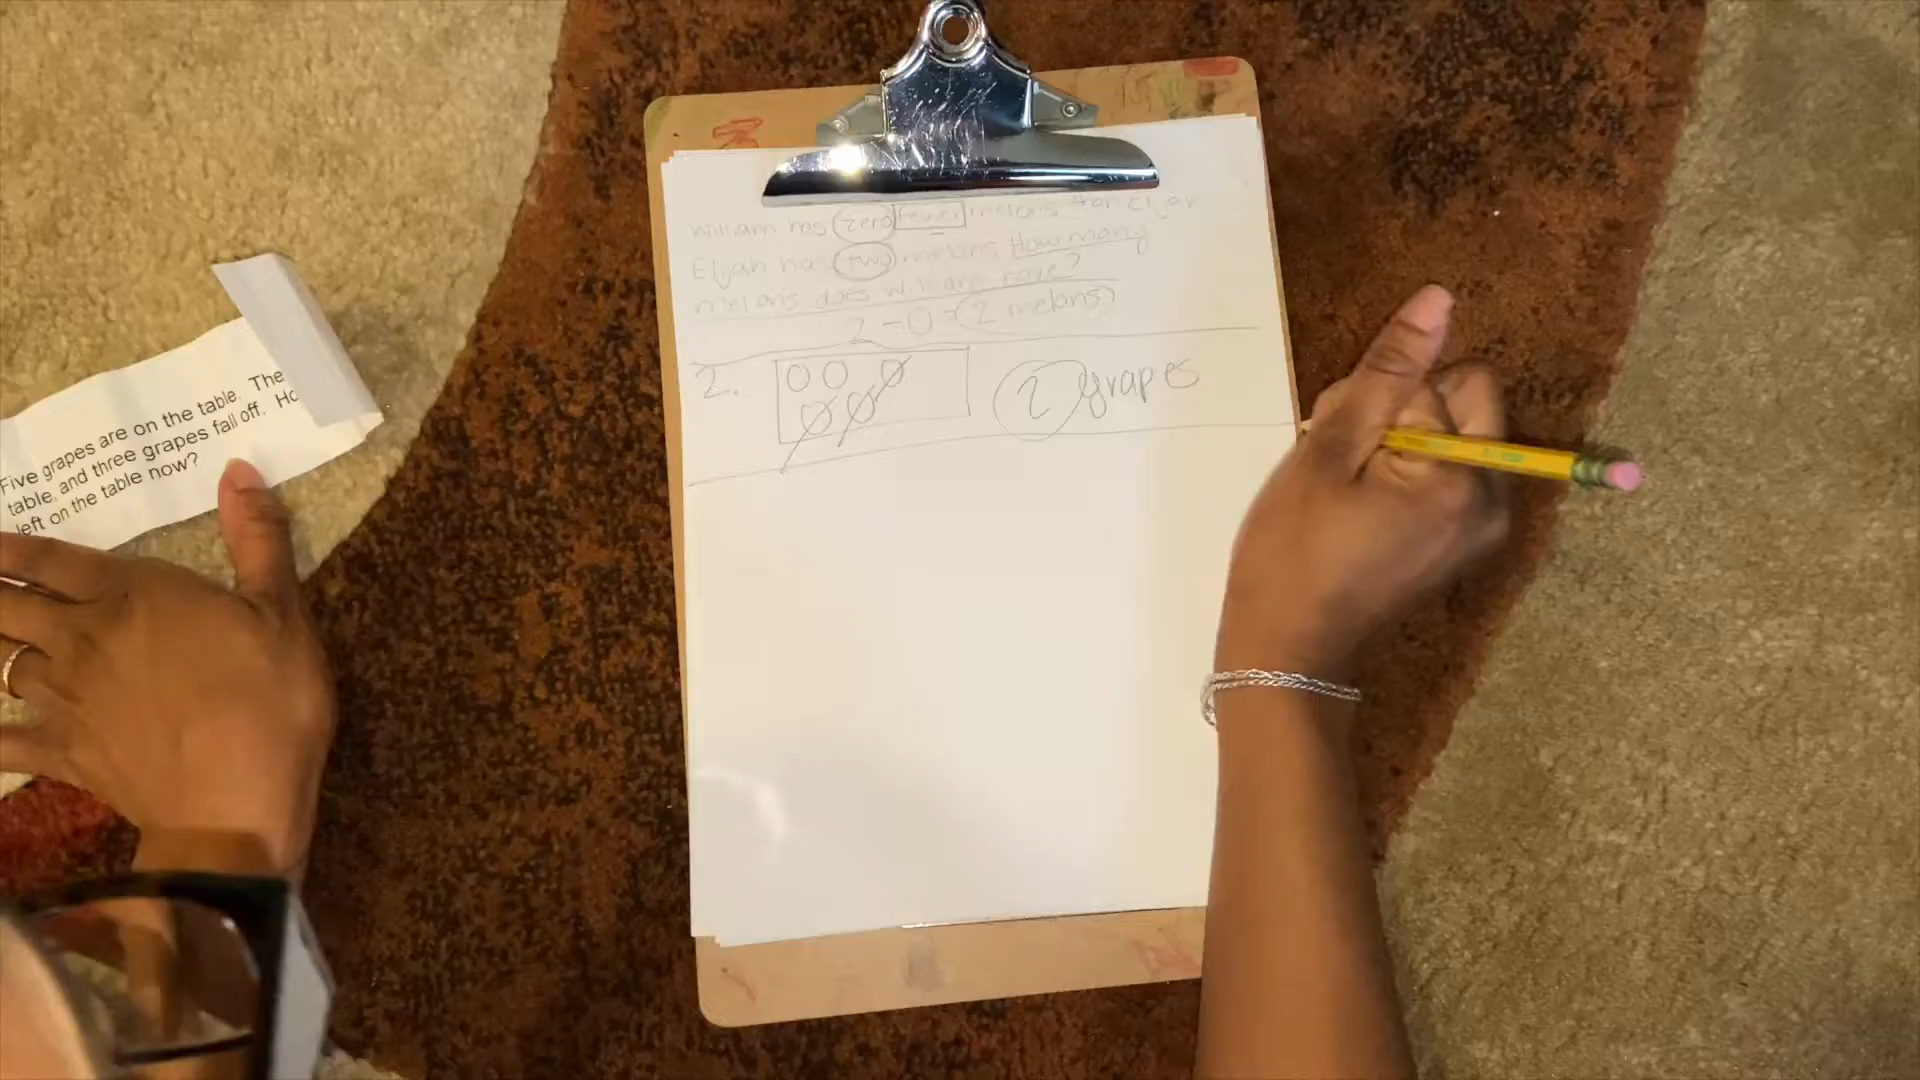 William has zero fewer melons than Elijah
Elijah has two melons How many
melons does William have?
2-0=2 melons
2.
2 grapes
Five grapes are on the table. The
table, and three grapes fall off. Ho
left on the table now?